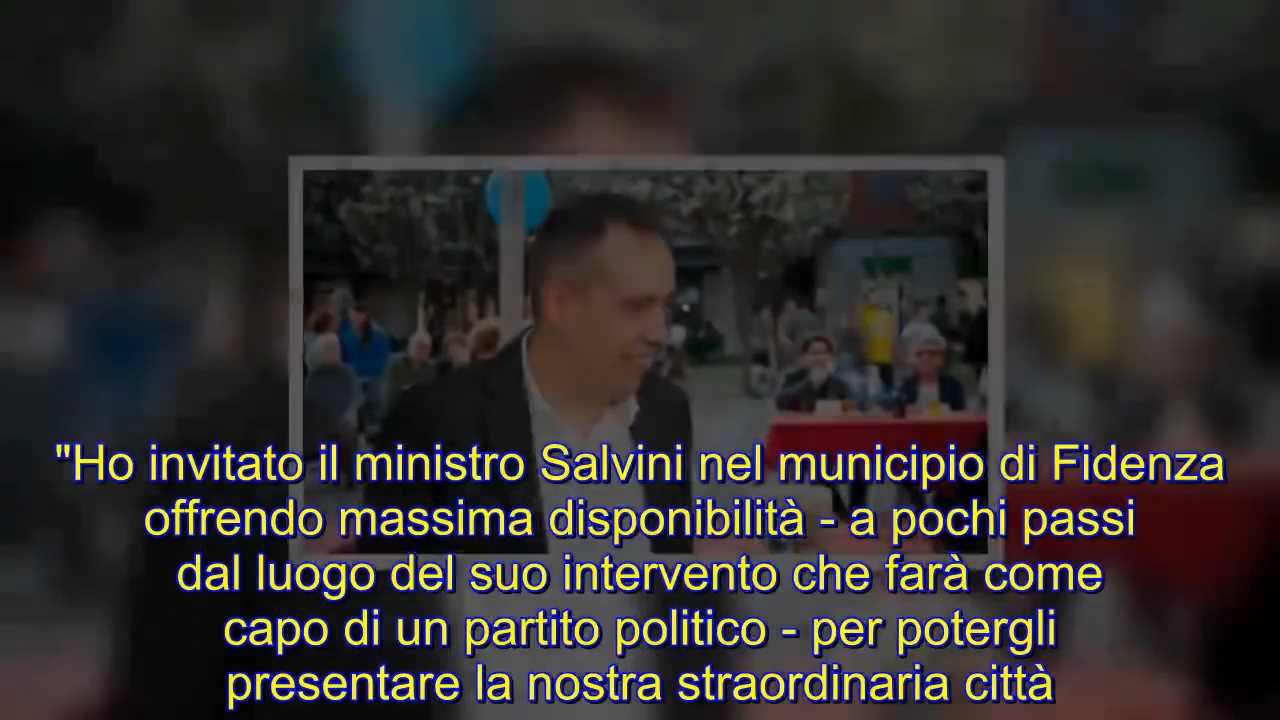 "Ho invitato il ministro Salvini nel municipio di Fidenza
offrendo massima disponibilità - a pochi passi
dal luogo del suo intervento che farà come
capo di un partito politico - per potergli
presentare la nostra straordinaria città